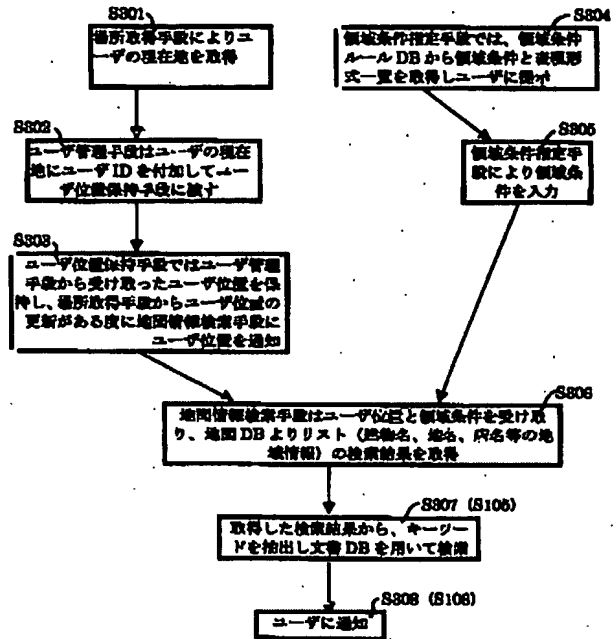 S301
場所取得手段によりユ
ーザの現在地を取得
S302
ユーザ管理手段はユーザの現在
地にユーザ ID を付加してユー
ザ位置保持手段に渡す
S303
ユーザ位置保持手段ではユーザ管理
手段から受け取ったユーザ位置を保
持し、場所取得手段からユーザ位置の
更新がある度に地図情報検索手段に
ユーザ位置を通知
S304
領域条件指定手段では、領域条件
ルール DB から領域条件と表現形
式一覧を取得しユーザに提示
S305
領域条件指定手
段により領域条
件を入力
S306
地図情報検索手段はユーザ位置と領域条件を受け取
り、地図 DB よりリスト（建物名、地名、店名等の地
域情報）の検索結果を取得
S307 (S105)
取得した検索結果から、キーワー
ドを抽出し文書 DB を用いて検索
S308 (S106)
ユーザに通知